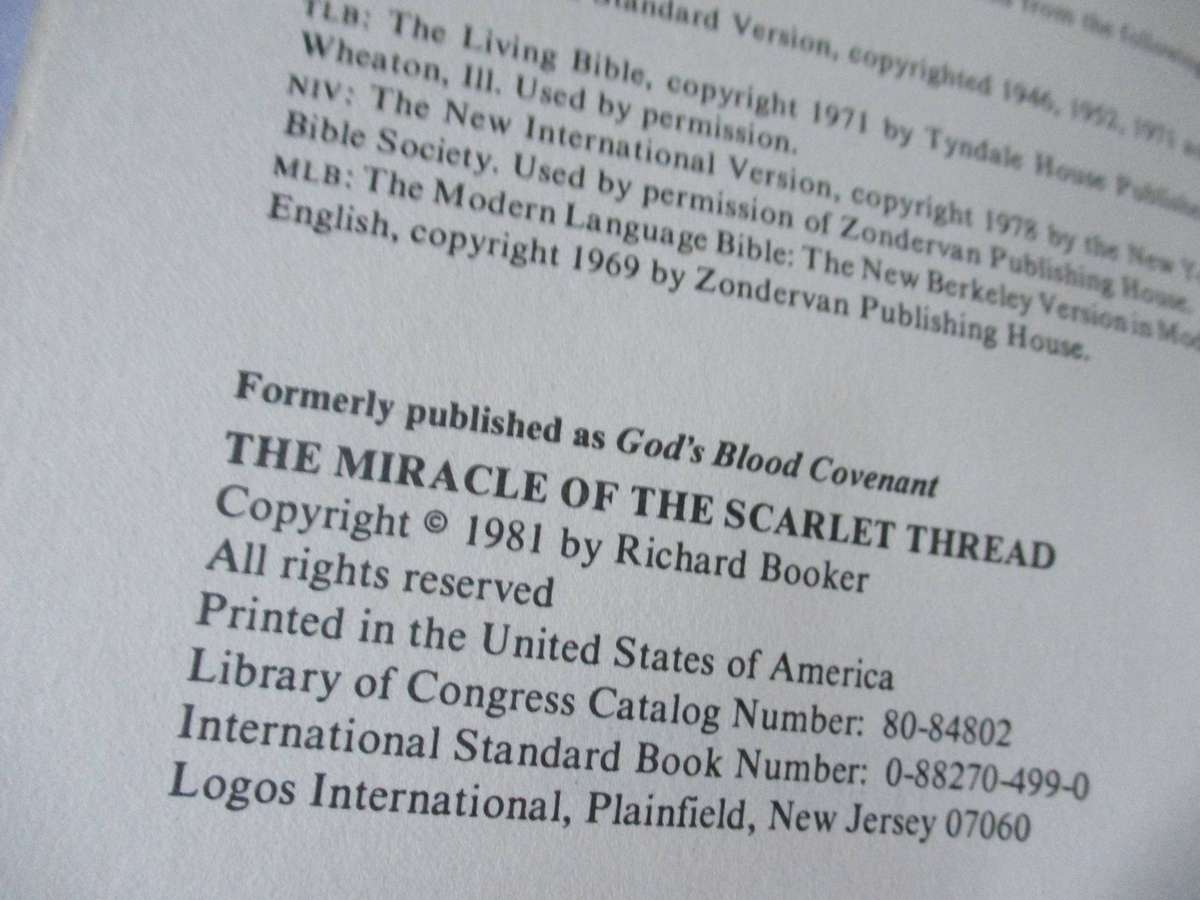 from the following
Standard Version, copyrighted 1946, 1952, 1971
TLB: The Living Bible, copyright 1971 by Tyndale House
Wheaton, Ill. Used by permission.
NIV: The New International Version, copyright 1978 by the New
Bible Society. Used by permission of Zondervan Publishing House.
MLB: The Modern Language Bible: The New Berkeley Version in
English, copyright 1969 by Zondervan Publishing House.
Formerly published as God's Blood Covenant
THE MIRACLE OF THE SCARLET THREAD
Copyright © 1981 by Richard Booker
All rights reserved
Printed in the United States of America
Library of Congress Catalog Number: 80-84802
International Standard Book Number: 0-88270-499-0
Logos International, Plainfield, New Jersey 07060